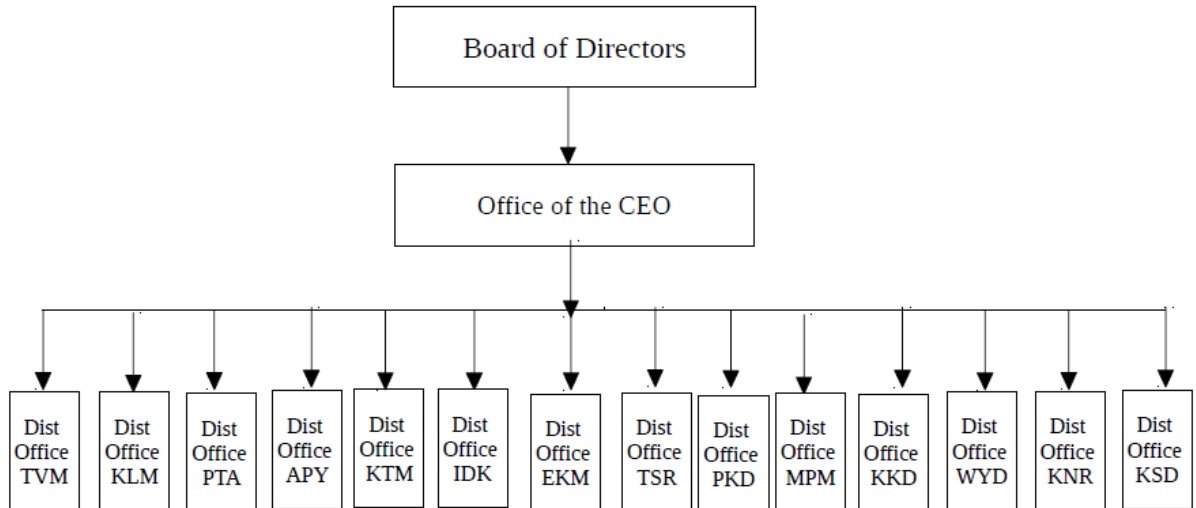 Board of Directors
Office of the CEO
Dist
Office
TVM
Dist
Office
KLM
Dist
Office
PTA
Dist
Office
APY
Dist
Office
KTM
Dist
Office
IDK
Dist
Office
EKM
Dist
Office
TSR
Dist
Office
PKD
Dist
Office
MPM
Dist
Office
KKD
Dist
Office
WYD
Dist
Office
KNR
Dist
Office
KSD